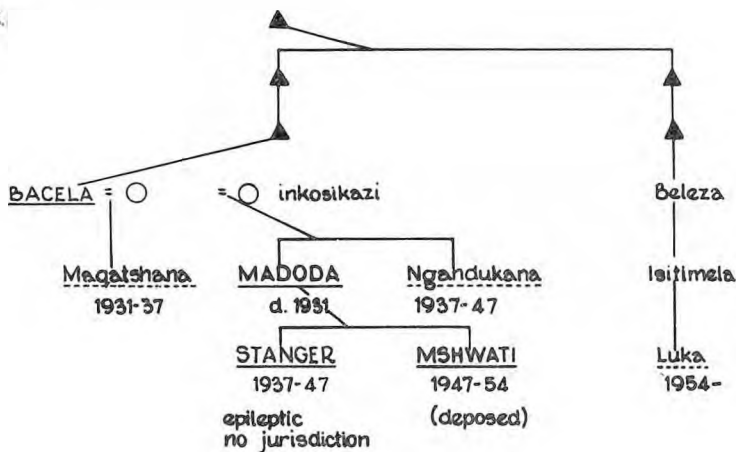 BACELA = = inkosikazi Beleza
Magatshana MADODA Ngandukana Isitimela
1931-37 d. 1931 1937-47
STANGER MSHWATI Luka
1937-47 1947-54 1954-
epileptic (deposed)
no jurisdiction